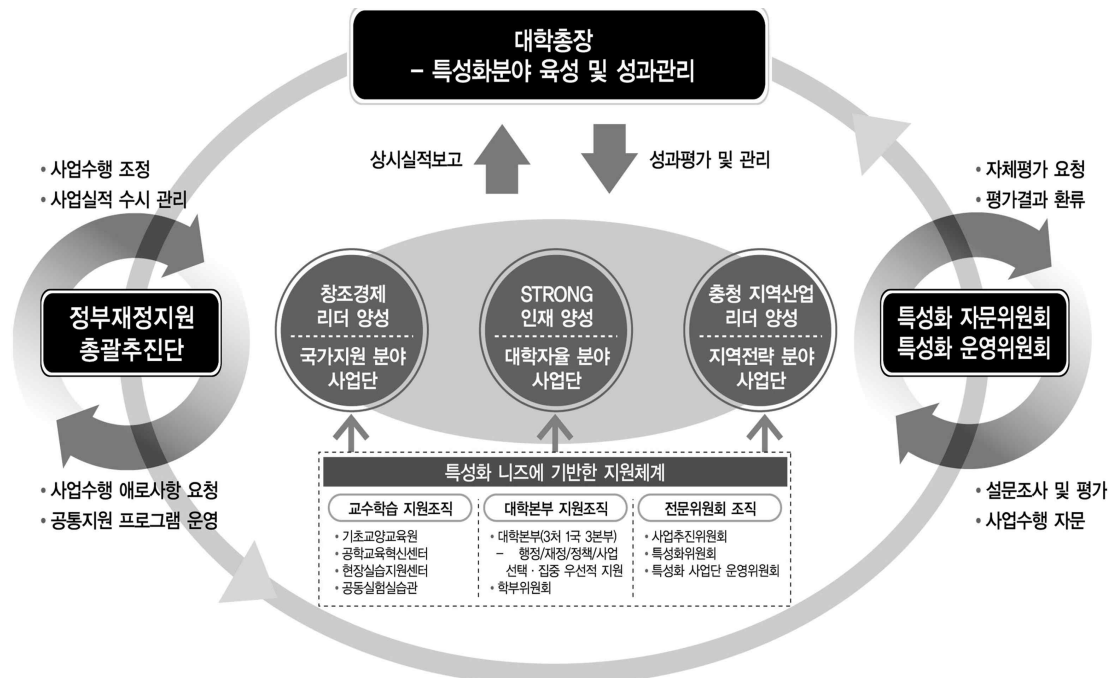 대학총장
– 특성화분야 육성 및 성과관리
상시실적보고
성과평가 및 관리
• 사업수행 조정
• 사업실적 수시 관리
• 자체평가 요청
• 평가결과 환류
정부재정지원
총괄추진단
창조경제
리더 양성
국가지원 분야
사업단
STRONG
인재 양성
대학자율 분야
사업단
충청 지역산업
리더 양성
지역전략 분야
사업단
특성화 자문위원회
특성화 운영위원회
• 사업수행 애로사항 요청
• 공통지원 프로그램 운영
• 설문조사 및 평가
• 사업수행 자문
특성화 니즈에 기반한 지원체계
교수학습 지원조직
• 기초교양교육원
• 공학교육혁신센터
• 현장실습지원센터
• 공동실험실습관
대학본부 지원조직
• 대학본부(3처 1국 3본부)
– 행정/재정/정책/사업
선택 · 집중 우선적 지원
• 학부위원회
전문위원회 조직
• 사업추진위원회
• 특성화위원회
• 특성화 사업단 운영위원회